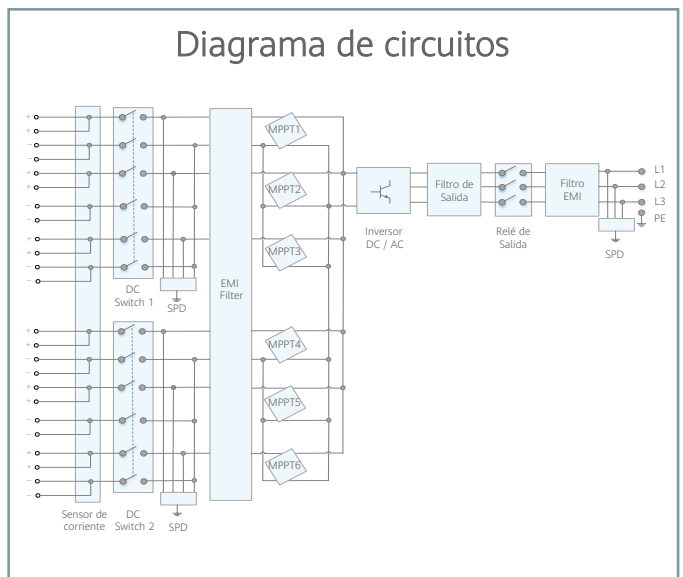 Diagrama de circuitos
MPPT1
MPPT2
MPPT3
MPPT4
MPPT5
MPPT6
EMI
Filter
DC
Switch 1
SPD
Sensor de
corriente
DC
Switch 2
SPD
Inversor
DC / AC
Filtro de
Salida
Relé de
Salida
Filtro
EMI
SPD
L1
L2
L3
PE